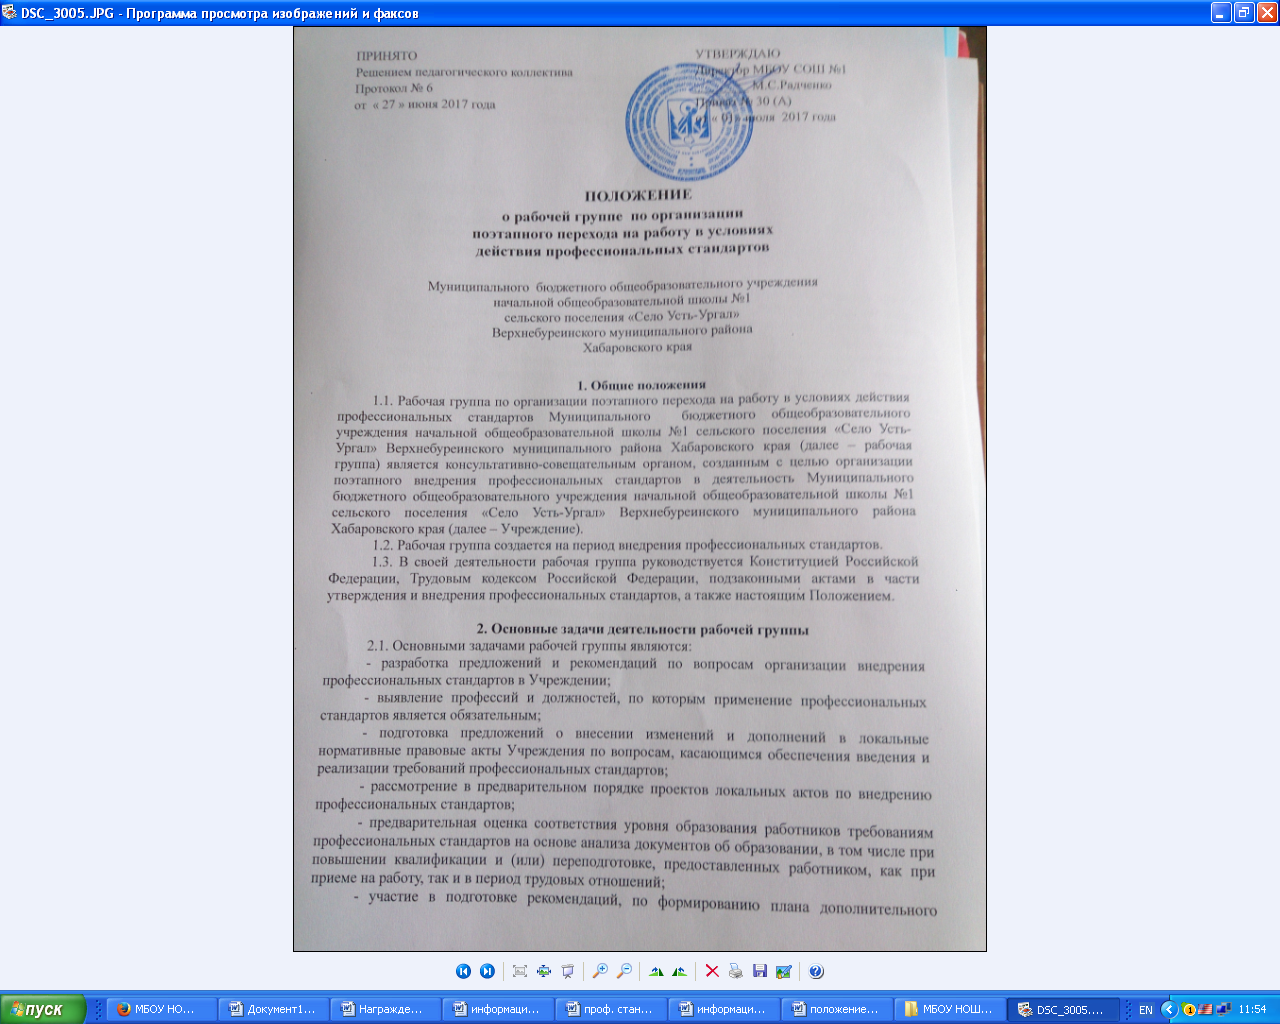 DSC_3005.JPG - Программа просмотра изображений и факсов
ПРИНЯТО
Решением педагогического коллектива
Протокол № 6
от « 27 » июня 2017 года
УТВЕРЖДАЮ
Директор МБОУ СОШ №1
М.С.Радченко
Приказ № 30 (А)
от « 01» июля 2017 года
ПОЛОЖЕНИЕ
о рабочей группе по организации
поэтапного перехода на работу в условиях
действия профессиональных стандартов
Муниципального бюджетного общеобразовательного учреждения
начальной общеобразовательной школы №1
сельского поселения «Село Усть-Ургал»
Верхнебуреинского муниципального района
Хабаровского края
1. Общие положения
1.1. Рабочая группа по организации поэтапного перехода на работу в условиях действия
профессиональных стандартов Муниципального бюджетного общеобразовательного
учреждения начальной общеобразовательной школы №1 сельского поселения «Село Усть-
Ургал» Верхнебуреинского муниципального района Хабаровского края (далее – рабочая
группа) является консультативно-совещательным органом, созданным с целью организации
поэтапного внедрения профессиональных стандартов в деятельность Муниципального
бюджетного общеобразовательного учреждения начальной общеобразовательной школы №1
сельского поселения «Село Усть-Ургал» Верхнебуреинского муниципального района
Хабаровского края (далее – Учреждение).
1.2. Рабочая группа создается на период внедрения профессиональных стандартов.
1.3. В своей деятельности рабочая группа руководствуется Конституцией Российской
Федерации, Трудовым кодексом Российской Федерации, подзаконными актами в части
утверждения и внедрения профессиональных стандартов, а также настоящим Положением.
2. Основные задачи деятельности рабочей группы
2.1. Основными задачами рабочей группы являются:
- разработка предложений и рекомендаций по вопросам организации внедрения
профессиональных стандартов в Учреждении;
- выявление профессий и должностей, по которым применение профессиональных
стандартов является обязательным;
- подготовка предложений о внесении изменений и дополнений в локальные
нормативные правовые акты Учреждения по вопросам, касающимся обеспечения введения и
реализации требований профессиональных стандартов;
- рассмотрение в предварительном порядке проектов локальных актов по внедрению
профессиональных стандартов;
- предварительная оценка соответствия уровня образования работников требованиям
профессиональных стандартов на основе анализа документов об образовании, в том числе при
повышении квалификации и (или) переподготовке, предоставленных работником, как при
приеме на работу, так и в период трудовых отношений;
- участие в подготовке рекомендаций, по формированию плана дополнительного
пуск
МБОУ НО...
Документ1...
Награжде...
информаци...
проф. стан...
информаци...
положение...
МБОУ НОШ...
DSC_3005....
EN
11:54